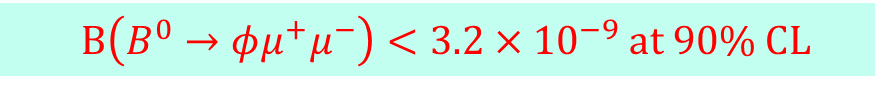 B(B⁰ → ϕμ⁺μ⁻) < 3.2 × 10⁻⁹ at 90% CL